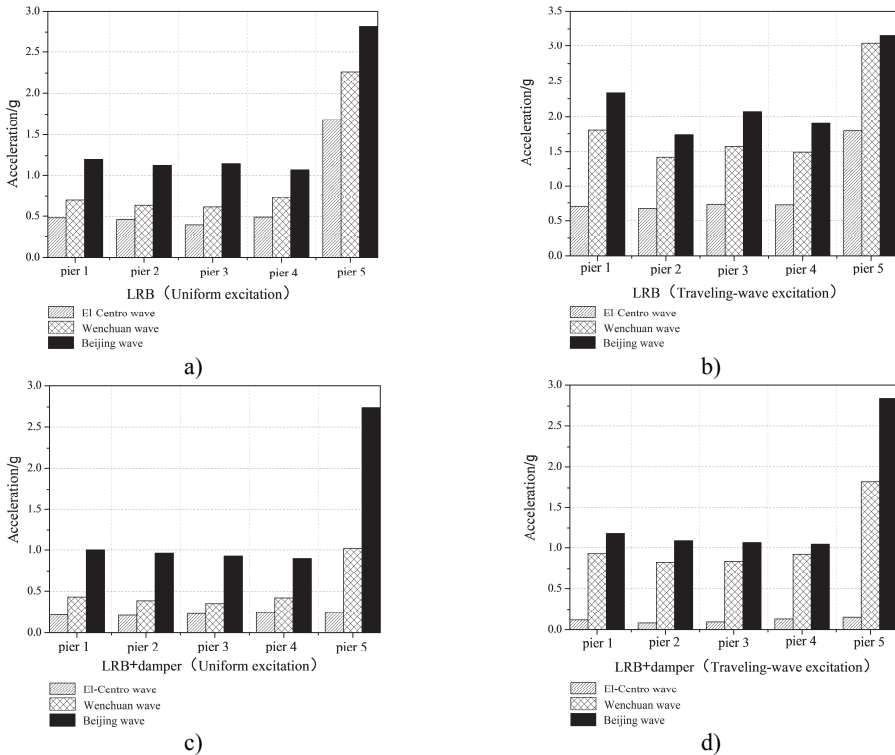 3.0
2.5
2.0
1.5
1.0
0.5
0.0
Acceleration/g
pier 1 pier 2 pier 3 pier 4 pier 5
LRB（Uniform excitation）
El-Centro wave
Wenchuan wave
Beijing wave
a)
3.5
3.0
2.5
2.0
1.5
1.0
0.5
0.0
Acceleration/g
pier 1 pier 2 pier 3 pier 4 pier 5
LRB（Traveling-wave excitation）
El-Centro wave
Wenchuan wave
Beijing wave
b)
3.0
2.5
2.0
1.5
1.0
0.5
0.0
Acceleration/g
pier 1 pier 2 pier 3 pier 4 pier 5
LRB+damper（Uniform excitation）
El-Centro wave
Wenchuan wave
Beijing wave
c)
3.0
2.5
2.0
1.5
1.0
0.5
0.0
Acceleration/g
pier 1 pier 2 pier 3 pier 4 pier 5
LRB+damper（Traveling-wave excitation）
El-Centro wave
Wenchuan wave
Beijing wave
d)